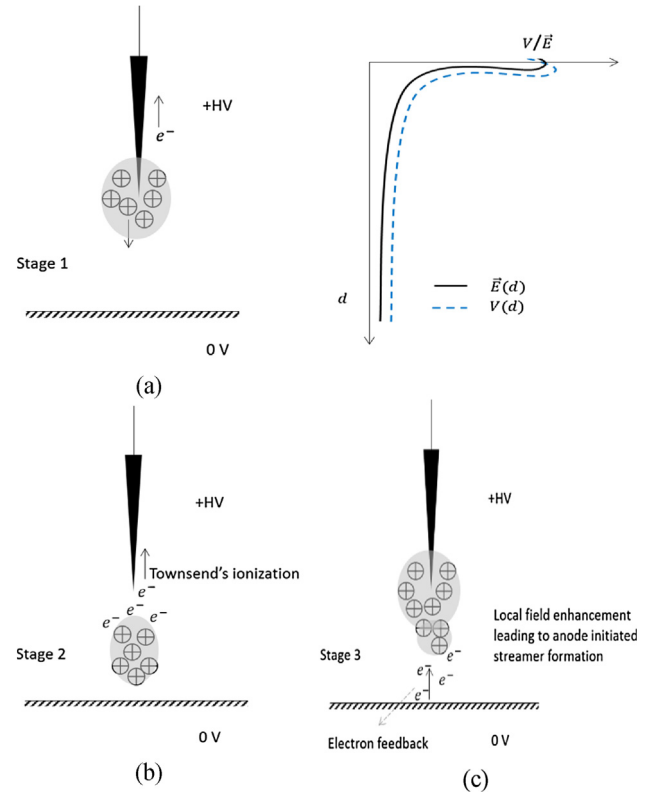 +HV
e⁻
Stage 1
0 V
V/E⃗
d
E⃗(d)
V(d)
(a)
+HV
Townsend's ionization
e⁻
e⁻
e⁻ e⁻
Stage 2
0 V
(b)
+HV
Local field enhancement
leading to anode initiated
streamer formation
Stage 3
e⁻
e⁻
e⁻
e⁻
Electron feedback
0 V
(c)